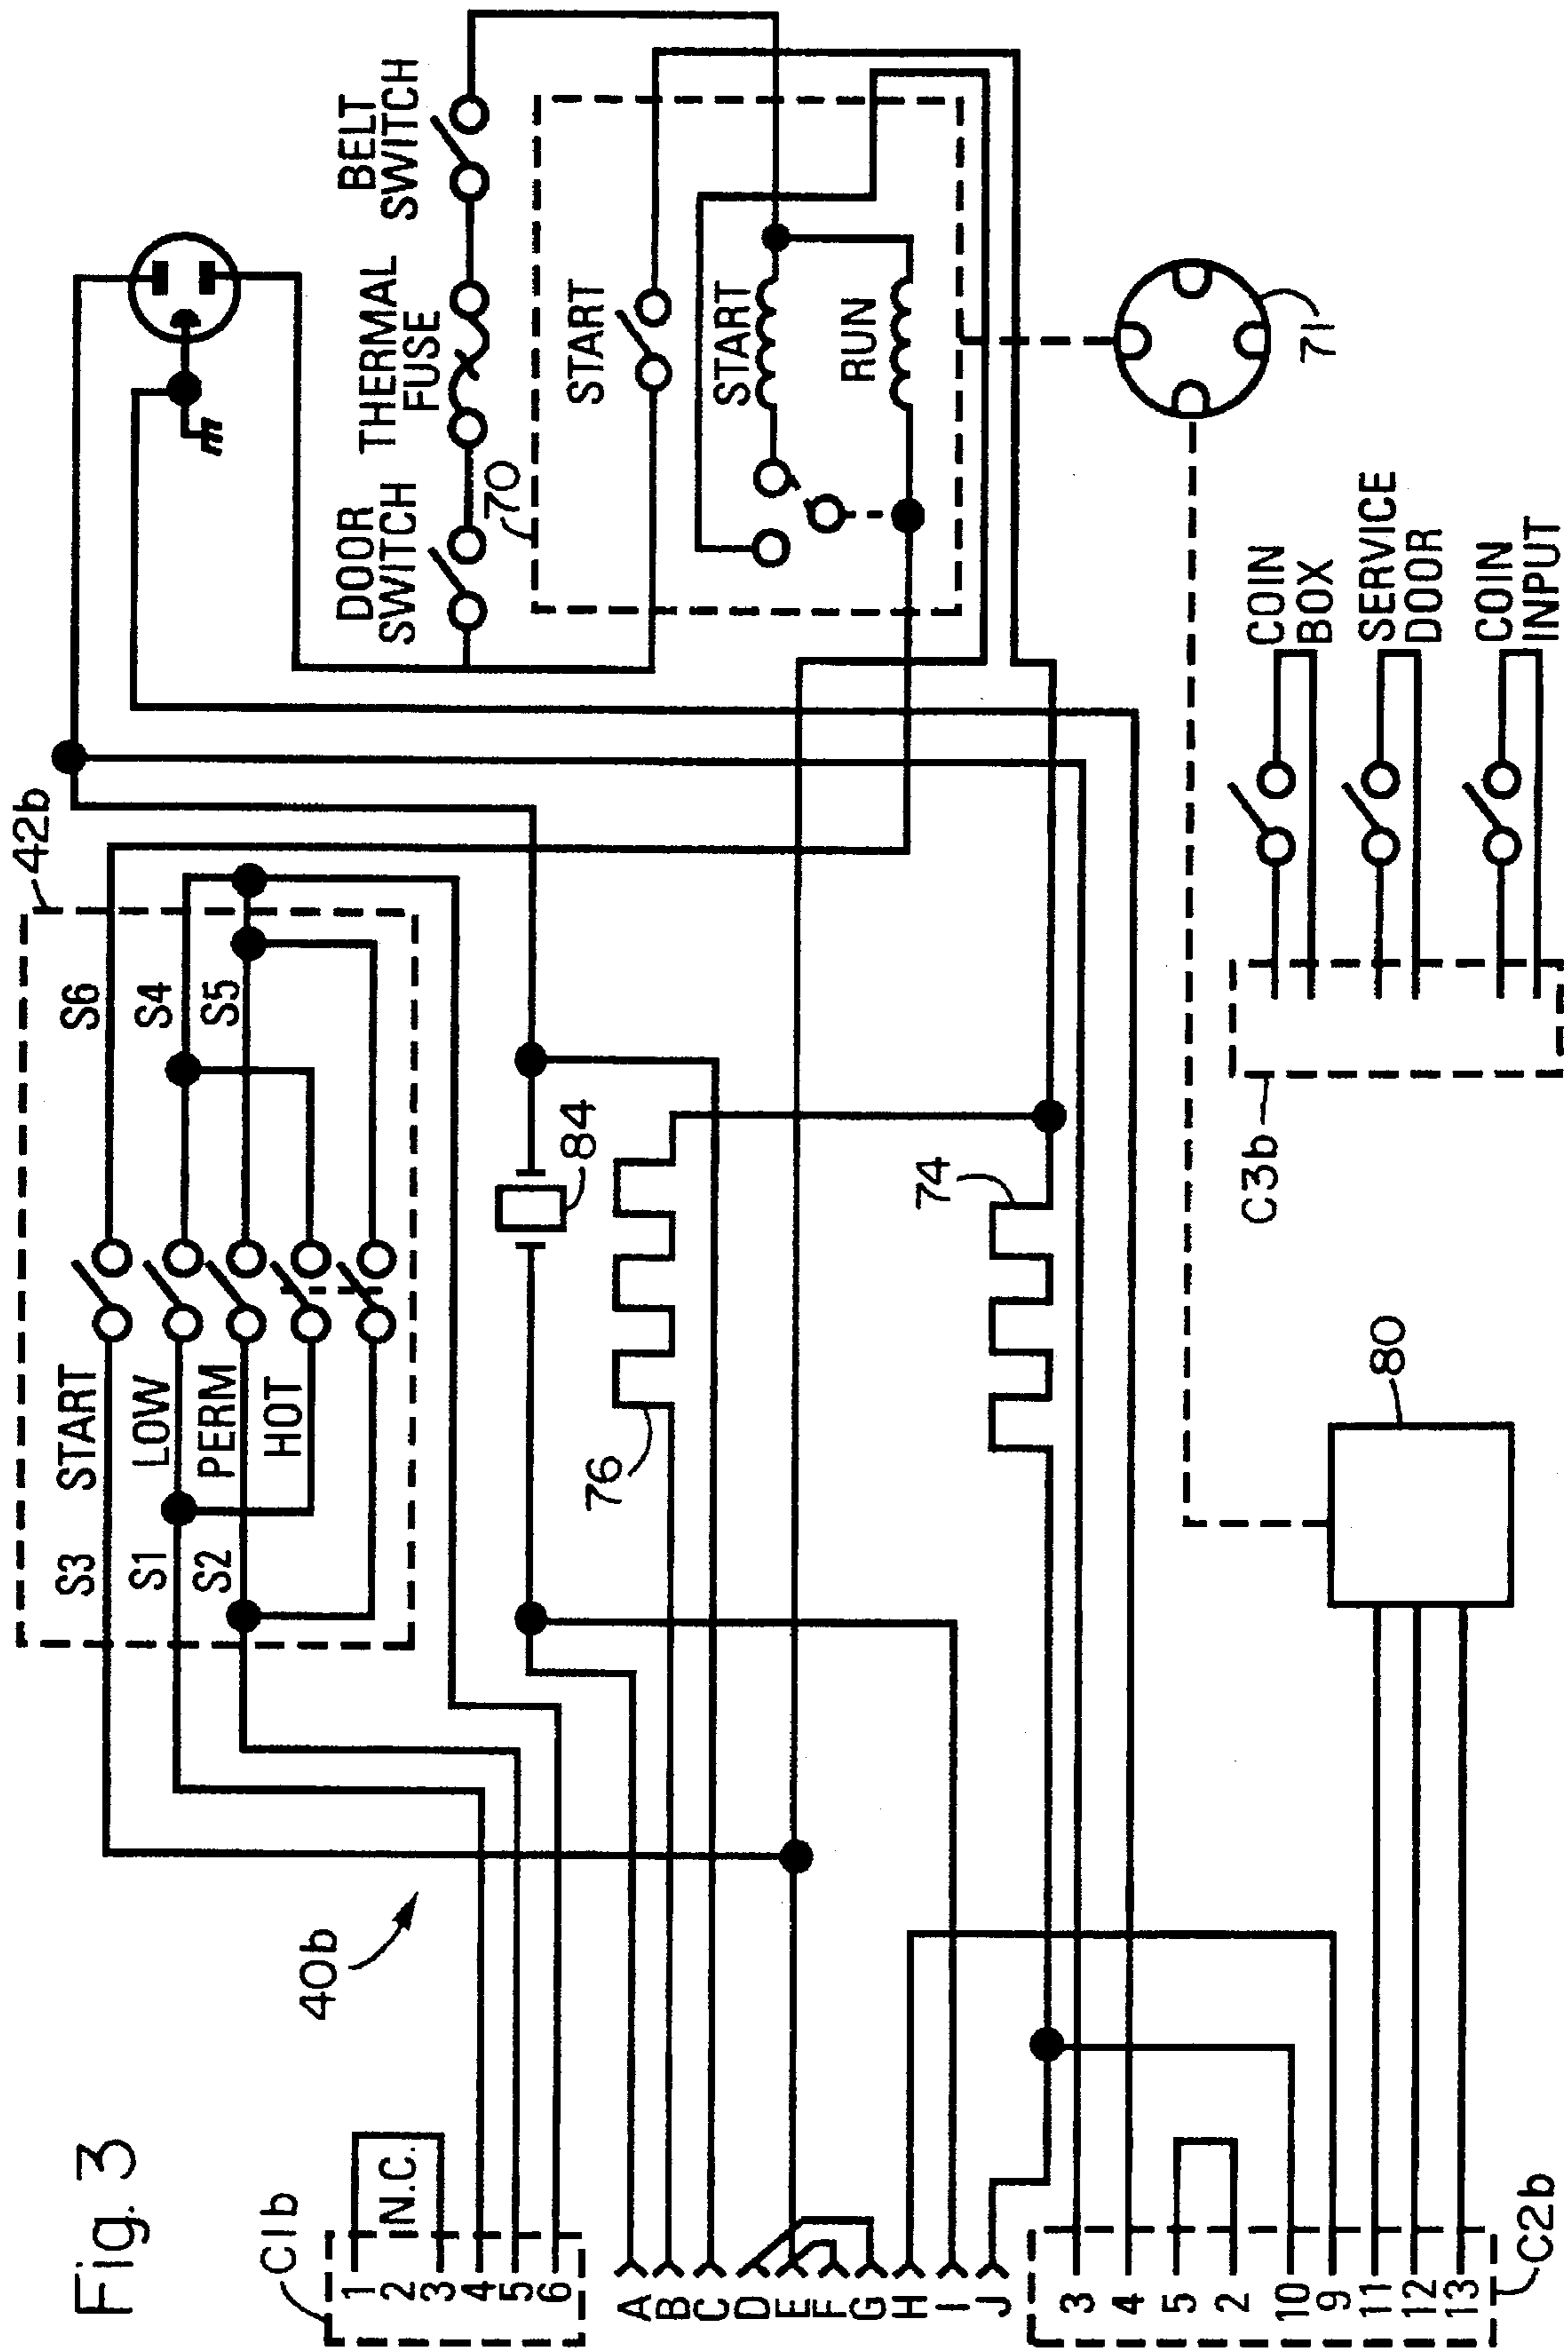 Fig. 3
40b
42b
S3 START S6
S1 LOW S4
S2 PERM S5
HOT
BELT
SWITCH
THERMAL
FUSE
DOOR
SWITCH
70
START
START
RUN
71
84
76
74
80
C1b
1
2 N.C.
3
4
5
6
A
B
C
D
E
F
G
H
I
J
3
4
5
2
10
9
11
12
13
C2b
C3b
COIN
BOX
SERVICE
DOOR
COIN
INPUT